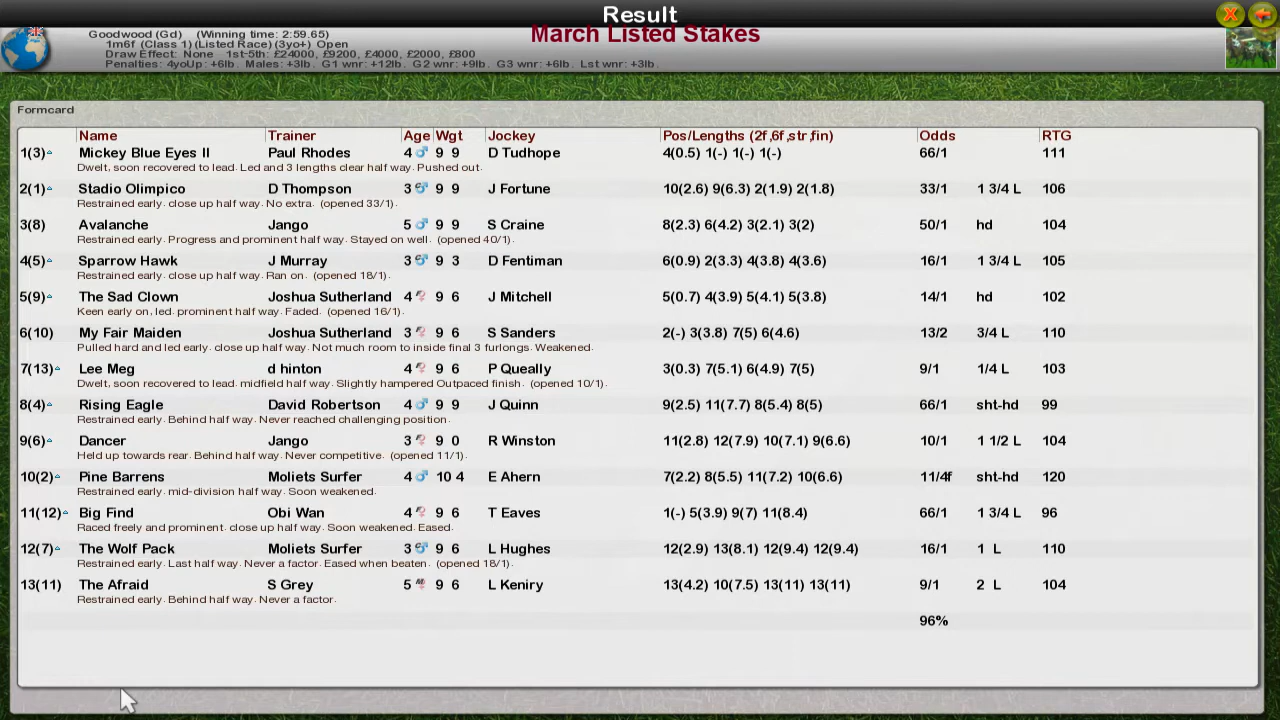 Result
March Listed Stakes
Goodwood (Gd) (Winning time: 2:59.65)
1m6f (Class 1) (Listed Race) (3yo+) Open
Draw Effect: None 1st-5th: £24000, £9200, £4000, £2000, £800
Penalties: 4yoUp: +6lb. Males: +3lb. G1 wnr: +12lb. G2 wnr: +9lb. G3 wnr: +6lb. Lst wnr: +3lb.
Formcard
Name Trainer Age Wgt Jockey Pos/Lengths (2f,6f,str,fin) Odds RTG
1(3) Mickey Blue Eyes II Paul Rhodes 4 9 9 D Tudhope 4(0.5) 1(-) 1(-) 1(-) 66/1 111
Dwelt, soon recovered to lead. Led and 3 lengths clear half way. Pushed out.
2(1) Stadio Olimpico D Thompson 3 9 9 J Fortune 10(2.6) 9(6.3) 2(1.9) 2(1.8) 33/1 1 3/4 L 106
Restrained early. close up half way. No extra. (opened 33/1).
3(8) Avalanche Jango 5 9 9 S Craine 8(2.3) 6(4.2) 3(2.1) 3(2) 50/1 hd 104
Restrained early. Progress and prominent half way. Stayed on well. (opened 40/1).
4(5) Sparrow Hawk J Murray 3 9 3 D Fentiman 6(0.9) 2(3.3) 4(3.8) 4(3.6) 16/1 1 3/4 L 105
Restrained early. close up half way. Ran on. (opened 18/1).
5(9) The Sad Clown Joshua Sutherland 4 9 6 J Mitchell 5(0.7) 4(3.9) 5(4.1) 5(3.8) 14/1 hd 102
Keen early on, led. prominent half way. Faded. (opened 16/1).
6(10) My Fair Maiden Joshua Sutherland 3 9 6 S Sanders 2(-) 3(3.8) 7(5) 6(4.6) 13/2 3/4 L 110
Pulled hard and led early. close up half way. Not much room to inside final 3 furlongs. Weakened.
7(13) Lee Meg d hinton 4 9 6 P Queally 3(0.3) 7(5.1) 6(4.9) 7(5) 9/1 1/4 L 103
Dwelt, soon recovered to lead. midfield half way. Slightly hampered Outpaced finish. (opened 10/1).
8(4) Rising Eagle David Robertson 4 9 9 J Quinn 9(2.5) 11(7.7) 8(5.4) 8(5) 66/1 sht-hd 99
Restrained early. Behind half way. Never reached challenging position.
9(6) Dancer Jango 3 9 0 R Winston 11(2.8) 12(7.9) 10(7.1) 9(6.6) 10/1 1 1/2 L 104
Held up towards rear. Behind half way. Never competitive. (opened 11/1).
10(2) Pine Barrens Moliets Surfer 4 10 4 E Ahern 7(2.2) 8(5.5) 11(7.2) 10(6.6) 11/4f sht-hd 120
Restrained early. mid-division half way. Soon weakened.
11(12) Big Find Obi Wan 4 9 6 T Eaves 1(-) 5(3.9) 9(7) 11(8.4) 66/1 1 3/4 L 96
Raced freely and prominent. close up half way. Soon weakened. Eased.
12(7) The Wolf Pack Moliets Surfer 3 9 6 L Hughes 12(2.9) 13(8.1) 12(9.4) 12(9.4) 16/1 1 L 110
Restrained early. Last half way. Never a factor. Eased when beaten. (opened 18/1).
13(11) The Afraid S Grey 5 9 6 L Keniry 13(4.2) 10(7.5) 13(11) 13(11) 9/1 2 L 104
Restrained early. Behind half way. Never a factor.
96%